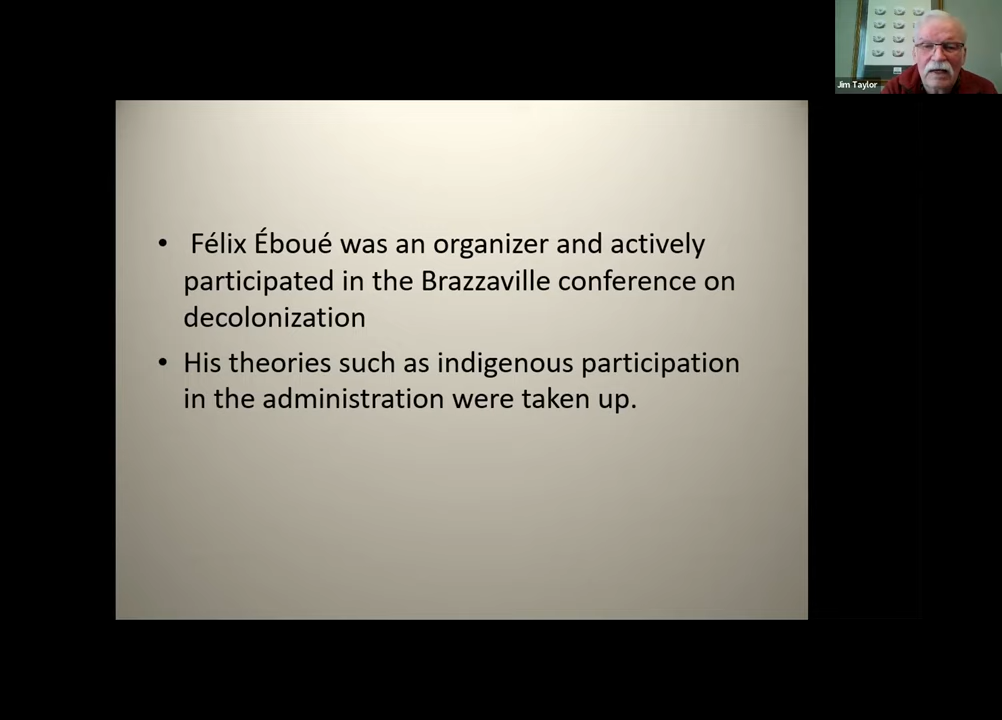 Jim Taylor
• Félix Éboué was an organizer and actively
participated in the Brazzaville conference on
decolonization
• His theories such as indigenous participation
in the administration were taken up.